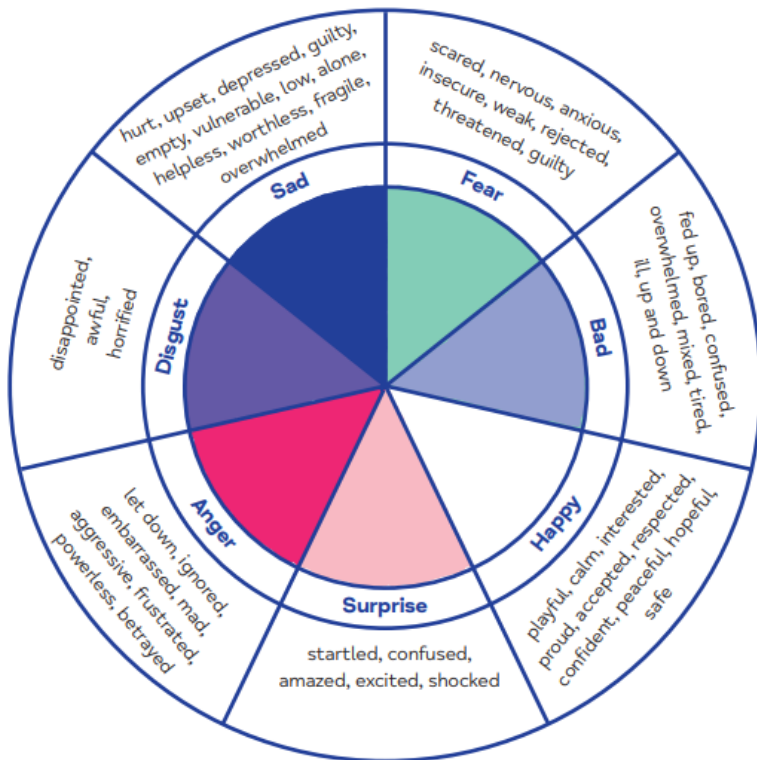 hurt, upset, depressed, guilty,
empty, vulnerable, low, alone,
helpless, worthless, fragile,
overwhelmed
Sad
scared, nervous, anxious,
insecure, weak, rejected,
threatened, guilty
Fear
fed up, bored, confused,
overwhelmed, mixed, tired,
ill, up and down
Bad
playful, calm, interested,
proud, accepted, respected,
confident, peaceful, hopeful,
safe
Happy
Surprise
startled, confused,
amazed, excited, shocked
Anger
let down, ignored,
embarrassed, mad,
aggressive, frustrated,
powerless, betrayed
Disgust
disappointed,
awful,
horrified